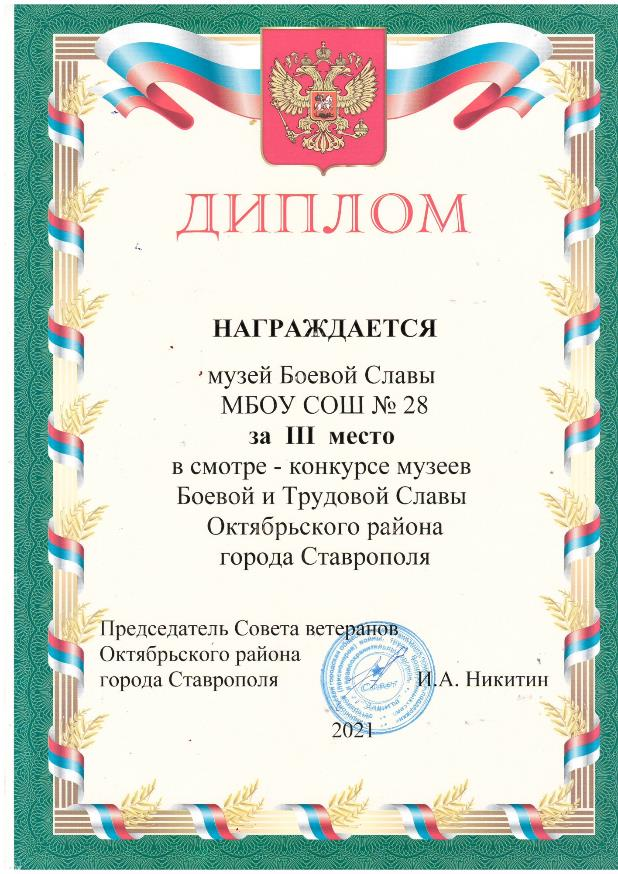 ДИПЛОМ
НАГРАЖДАЕТСЯ
музей Боевой Славы
МБОУ СОШ № 28
за III место
в смотре - конкурсе музеев
Боевой и Трудовой Славы
Октябрьского района
города Ставрополя
Председатель Совета ветеранов
Октябрьского района
города Ставрополя И.А. Никитин
2021